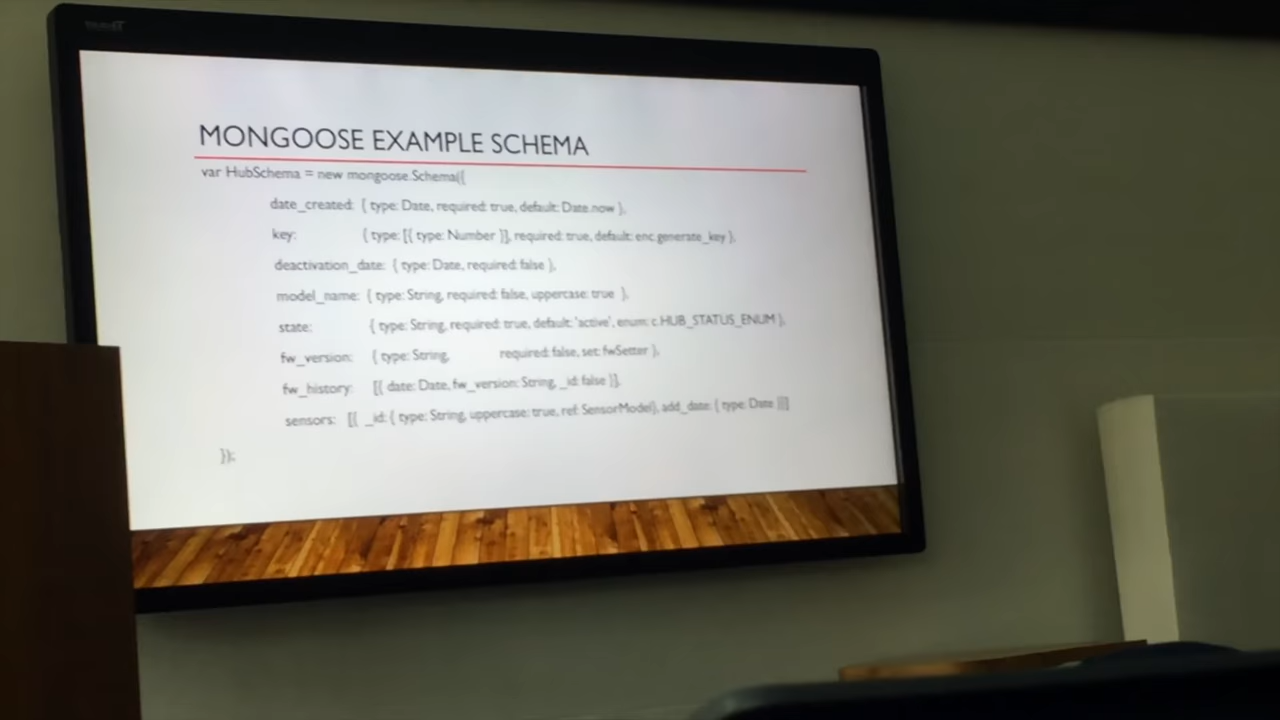 MONGOOSE EXAMPLE SCHEMA
var HubSchema = new mongoose.Schema({
date_created: { type: Date, required: true, default: Date.now },
key: { type: [{ type: Number }], required: true, default: enc.generate_key },
deactivation_date: { type: Date, required: false },
model_name: { type: String, required: false, uppercase: true },
state: { type: String, required: true, default: 'active', enum: c.HUB_STATUS_ENUM },
fw_version: { type: String, required: false, set: fwSetter },
fw_history: [{ date: Date, fw_version: String, _id: false }],
sensors: [{ _id: { type: String, uppercase: true, ref: SensorModel}, add_date: { type: Date }}]
});